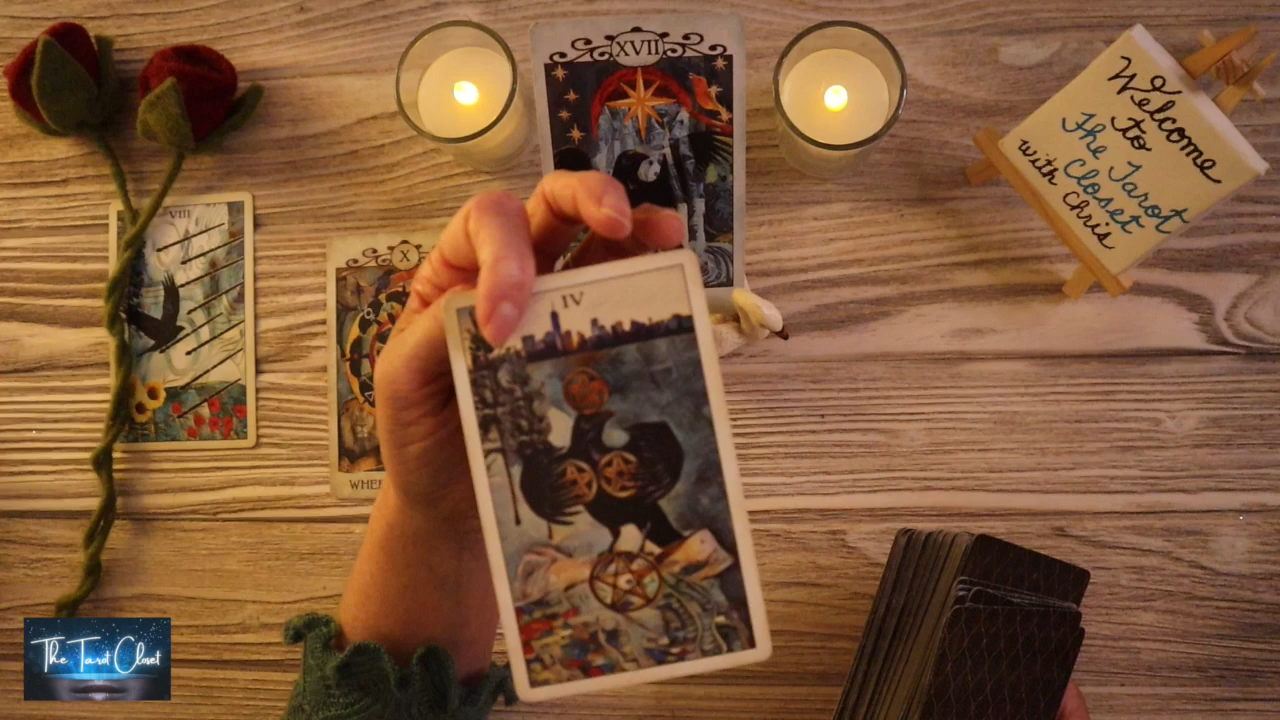 XVII
Welcome
to
The Tarot
Closet
with Chris
VIII
X
IV
WHE
The Tarot Closet